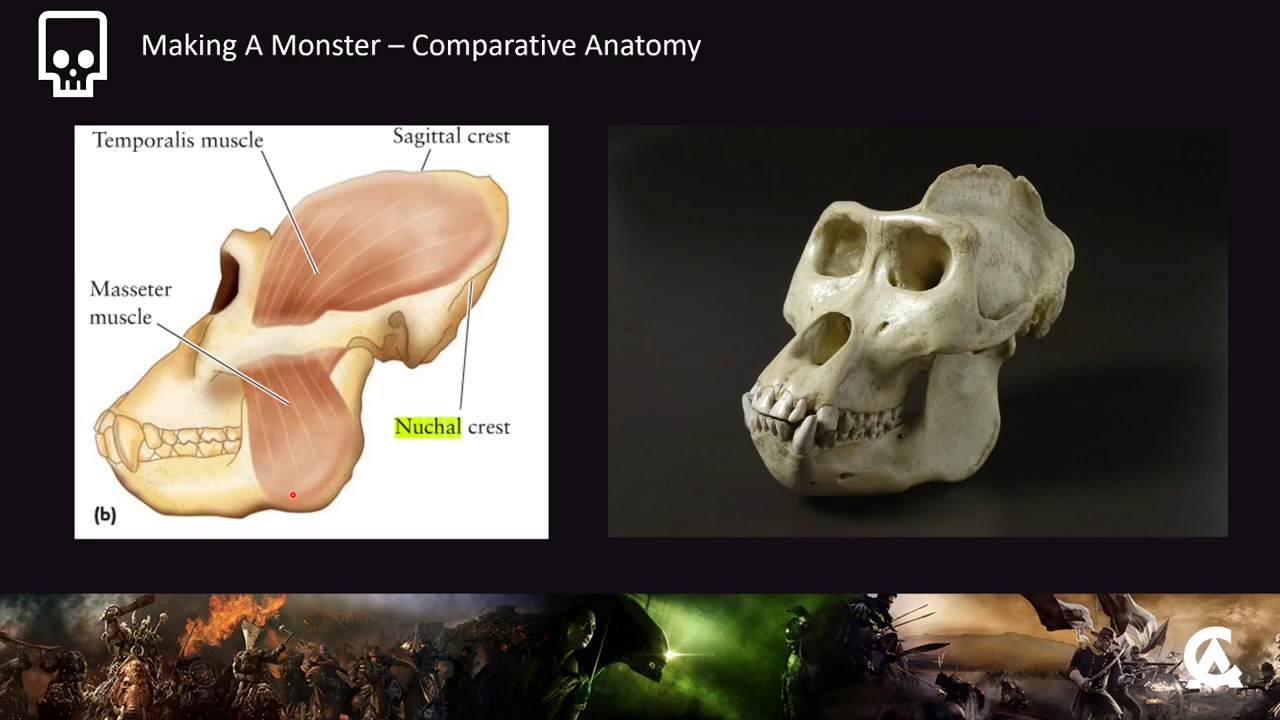 Making A Monster – Comparative Anatomy
Temporalis muscle
Sagittal crest
Masseter
muscle
Nuchal crest
(b)